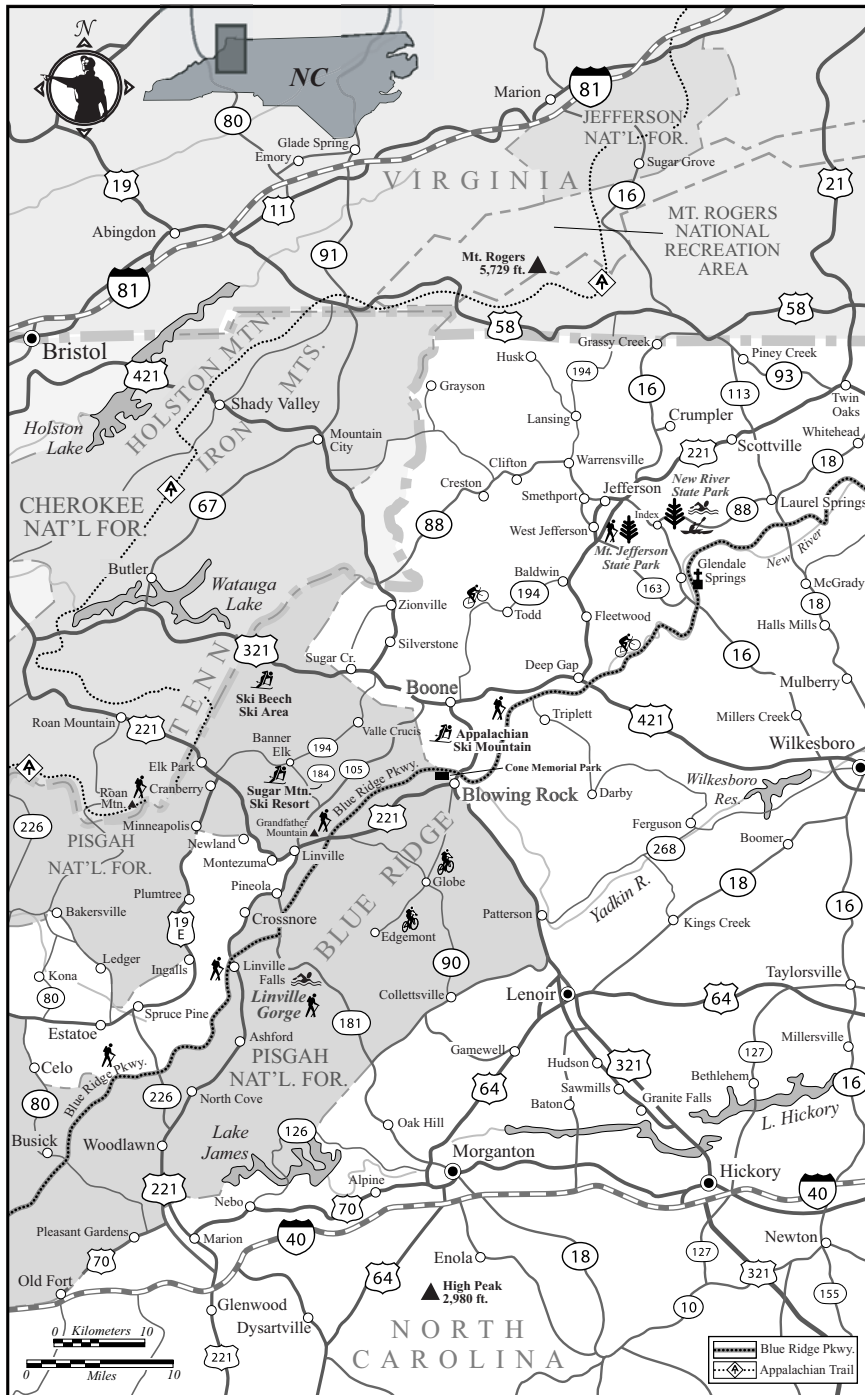 N
NC
Marion
81
JEFFERSON
NAT'L. FOR.
80
Glade Spring
Emory
Sugar Grove
VIRGINIA
19
11
16
21
MT. ROGERS
NATIONAL
RECREATION
AREA
Abingdon
91
Mt. Rogers
5,729 ft.
81
58
58
Bristol
Grassy Creek
Husk
Piney Creek
421
HOLSTON MTN.
IRON MTS.
Grayson
194
16
93
113
Twin
Oaks
Shady Valley
Lansing
Crumpler
Holston
Lake
Mountain
City
221
Scottville
Whitehead
Clifton
Warrensville
18
CHEROKEE
NAT'L FOR.
Creston
Smethport
Jefferson
New River
State Park
67
88
Index
88
Laurel Springs
West Jefferson
Mt. Jefferson
State Park
New River
Butler
Watauga
Lake
Baldwin
163
Glendale
Springs
McGrady
Zionville
194
18
Todd
Fleetwood
Halls Mills
Silverstone
TENN
321
Sugar Cr.
16
Deep Gap
Ski Beech
Ski Area
Boone
Mulberry
Roan Mountain
221
Valle Crucis
Appalachian
Ski Mountain
Triplett
421
Millers Creek
Banner
Elk
194
Wilkesboro
Elk Park
184
105
Cone Memorial Park
Roan
Mtn.
Cranberry
Sugar Mtn.
Ski Resort
Blue Ridge Pkwy.
Blowing Rock
Darby
Wilkesboro
Res.
226
Minneapolis
Grandfather
Mountain
221
Ferguson
PISGAH
NAT'L. FOR.
Newland
Linville
268
Boomer
Montezuma
BLUE RIDGE
Plumtree
Pineola
Globe
18
Bakersville
Crossnore
Patterson
Yadkin R.
16
19
E
Edgemont
Kings Creek
Ledger
Kona
Ingalls
Linville
Falls
90
Taylorsville
80
Linville
Gorge
Collettsville
Lenoir
64
Spruce Pine
Estatoe
181
Ashford
Gamewell
Millersville
PISGAH
NAT'L. FOR.
127
Celo
Blue Ridge Pkwy.
64
Hudson
321
Bethlehem
80
226
North Cove
Sawmills
16
Baton
Granite Falls
L. Hickory
Busick
Woodlawn
Lake
James
126
Oak Hill
Morganton
Hickory
221
Alpine
40
Nebo
70
Pleasant Gardens
Marion
40
Newton
70
Enola
18
127
Old Fort
64
321
High Peak
2,980 ft.
155
Glenwood
10
Dysartville
NORTH
CAROLINA
221
0 Kilometers 10
0 Miles 10
Blue Ridge Pkwy.
Appalachian Trail